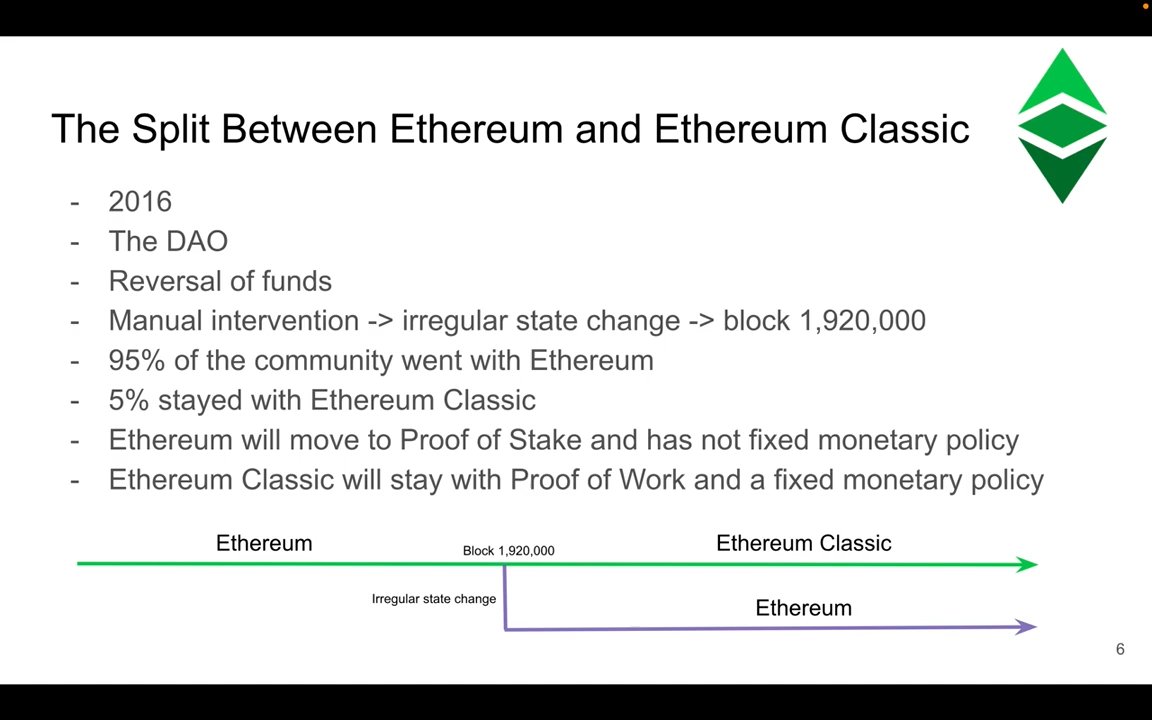 The Split Between Ethereum and Ethereum Classic
- 2016
- The DAO
- Reversal of funds
- Manual intervention -> irregular state change -> block 1,920,000
- 95% of the community went with Ethereum
- 5% stayed with Ethereum Classic
- Ethereum will move to Proof of Stake and has not fixed monetary policy
- Ethereum Classic will stay with Proof of Work and a fixed monetary policy
Ethereum
Block 1,920,000
Ethereum Classic
Irregular state change
Ethereum
6